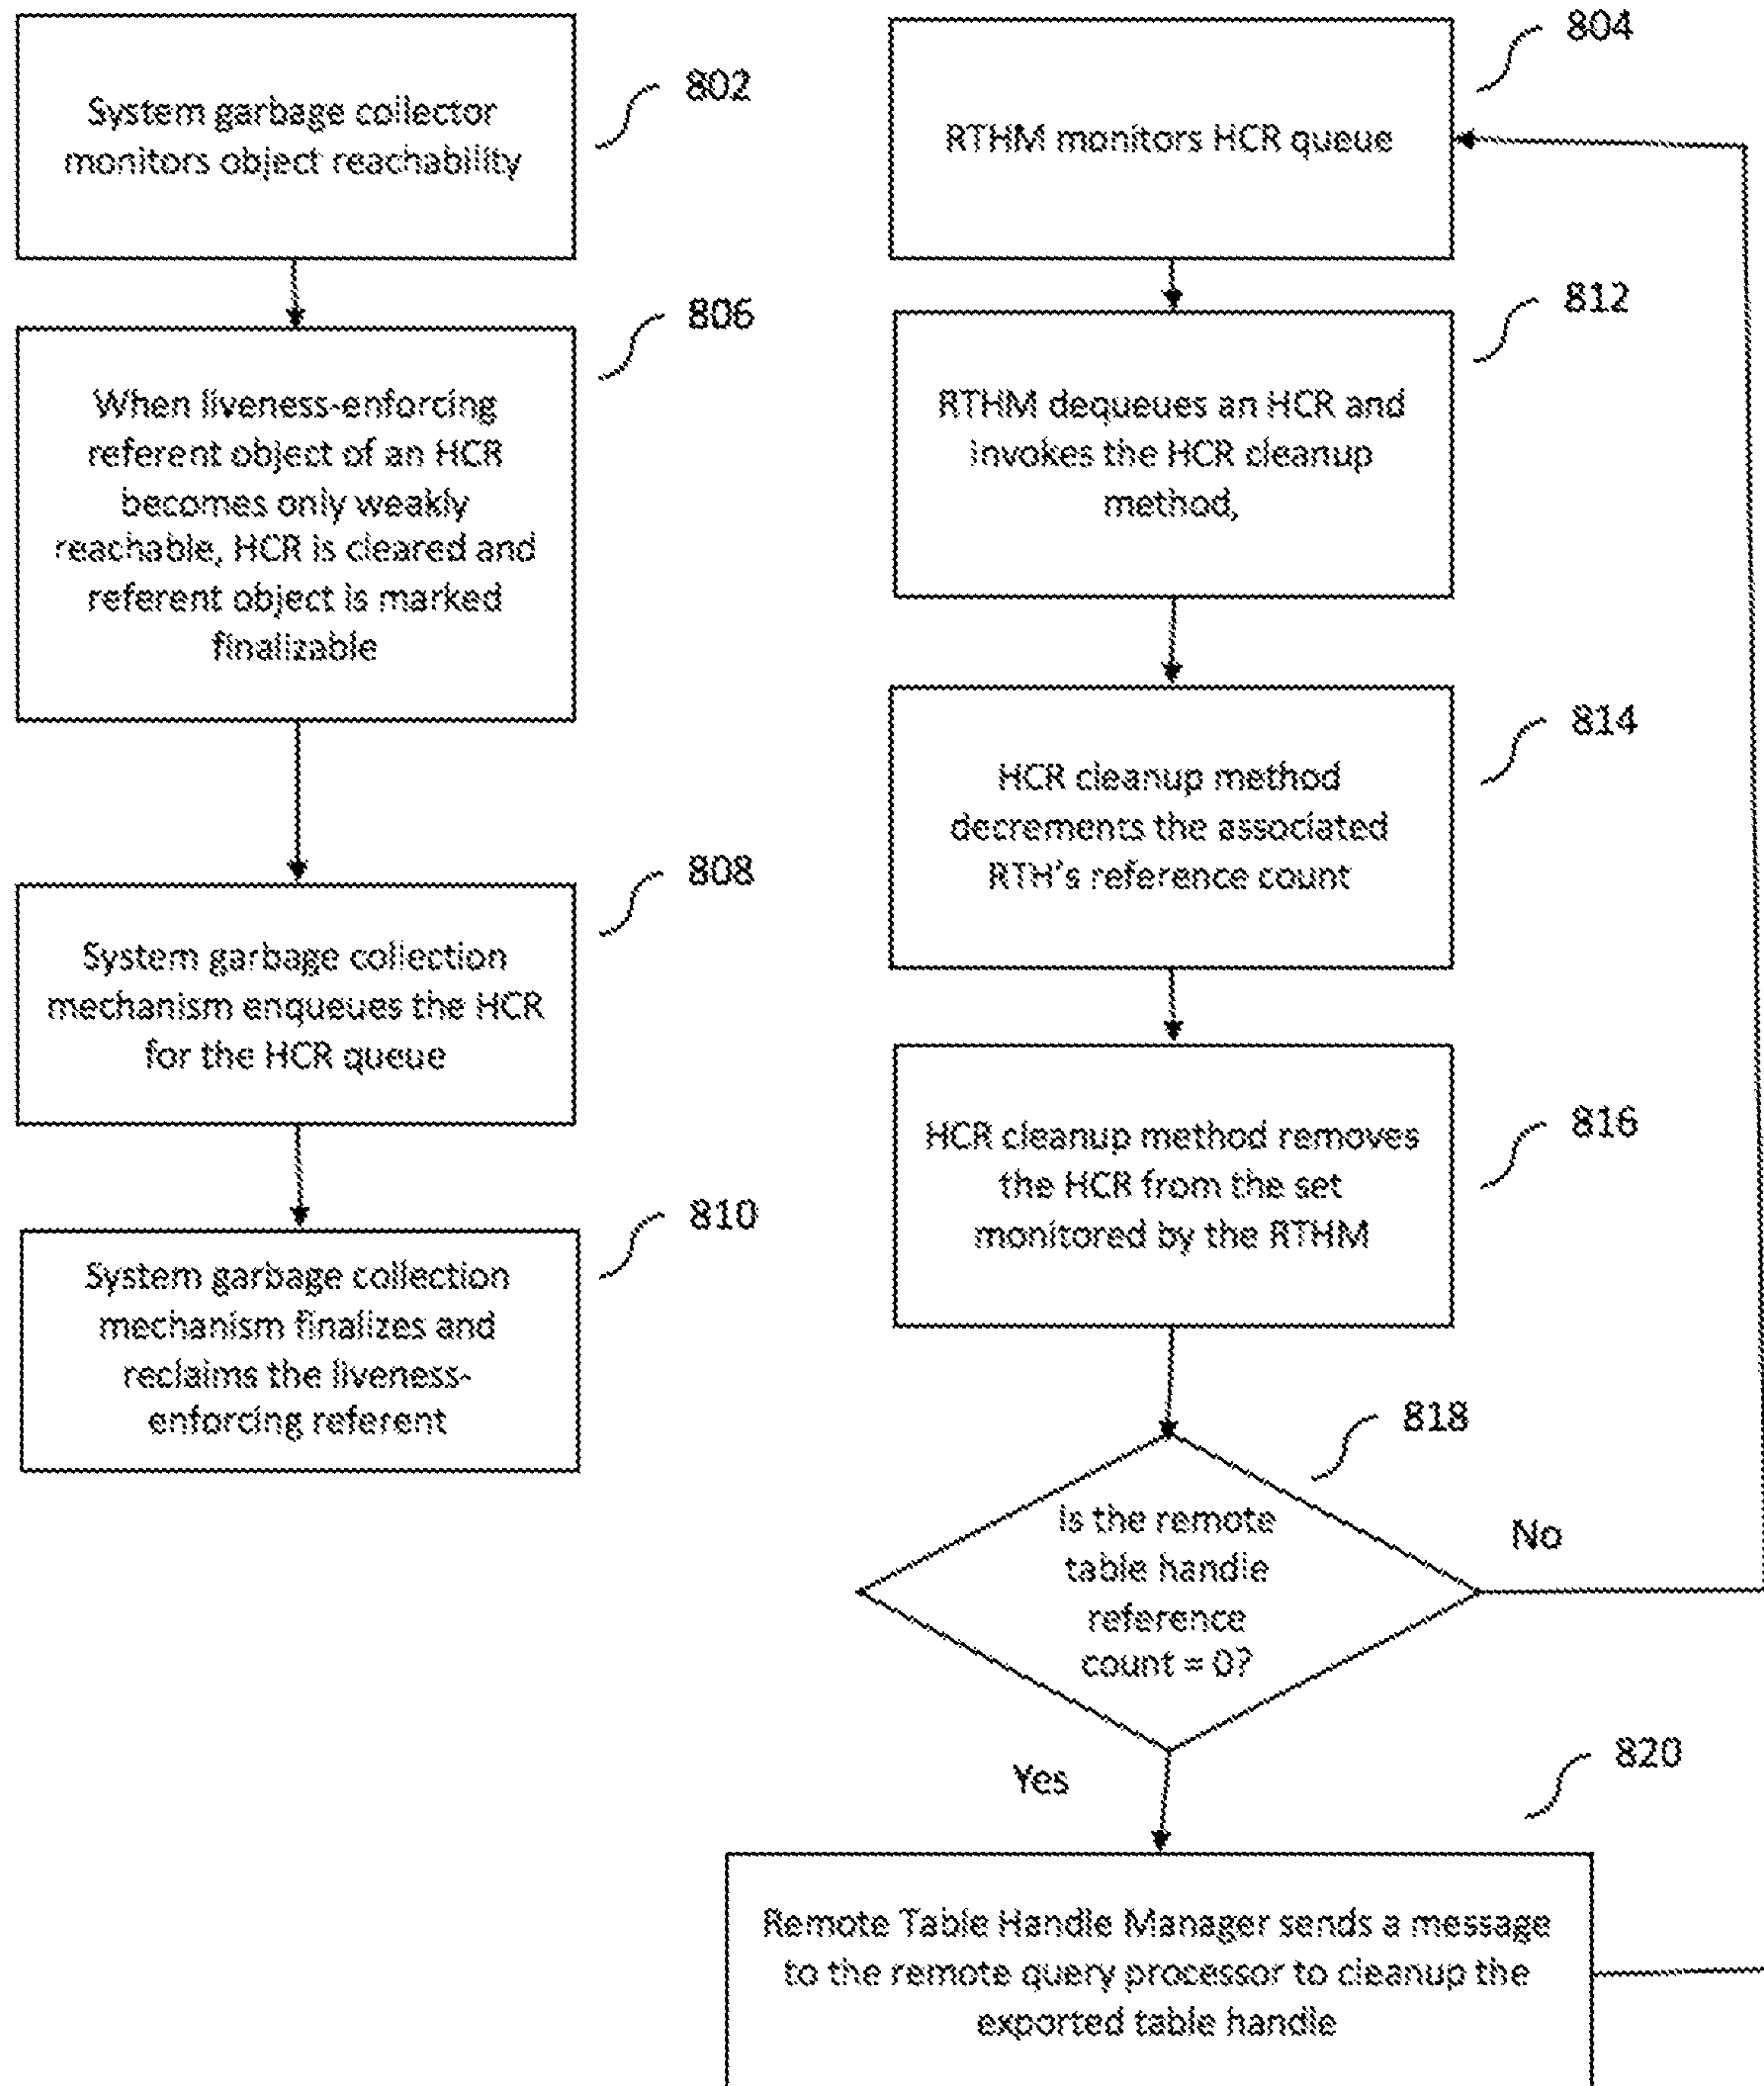 System garbage collector
monitors object reachability
802
When liveness-enforcing
referent object of an HCR
becomes only weakly
reachable, HCR is cleared and
referent object is marked
finalizable
806
System garbage collection
mechanism enqueues the HCR
for the HCR queue
808
System garbage collection
mechanism finalizes and
reclaims the liveness-
enforcing referent
810
RTHM monitors HCR queue
804
RTHM dequeues an HCR and
invokes the HCR cleanup
method,
812
HCR cleanup method
decrements the associated
RTH's reference count
814
HCR cleanup method removes
the HCR from the set
monitored by the RTHM
816
Is the remote
table handle
reference
count = 0?
818
No
Yes
Remote Table Handle Manager sends a message
to the remote query processor to cleanup the
exported table handle
820